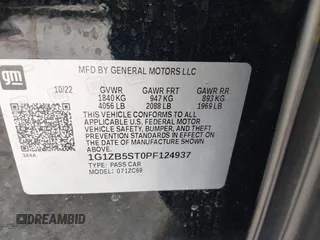 gm
MFD BY GENERAL MOTORS LLC
10/22 GVWR GAWR FRT GAWR RR
1840 KG 947 KG 893 KG
4056 LB 2088 LB 1969 LB
THIS VEHICLE CONFORMS TO ALL APPLICABLE
U.S. FEDERAL MOTOR VEHICLE SAFETY, BUMPER,
AND THEFT PREVENTION STANDARDS IN EFFECT
ON THE DATE OF MANUFACTURE SHOWN ABOVE.
1G1ZB5ST0PF124937
TYPE: PASS CAR
MODEL: 071ZC69
DREAMBID